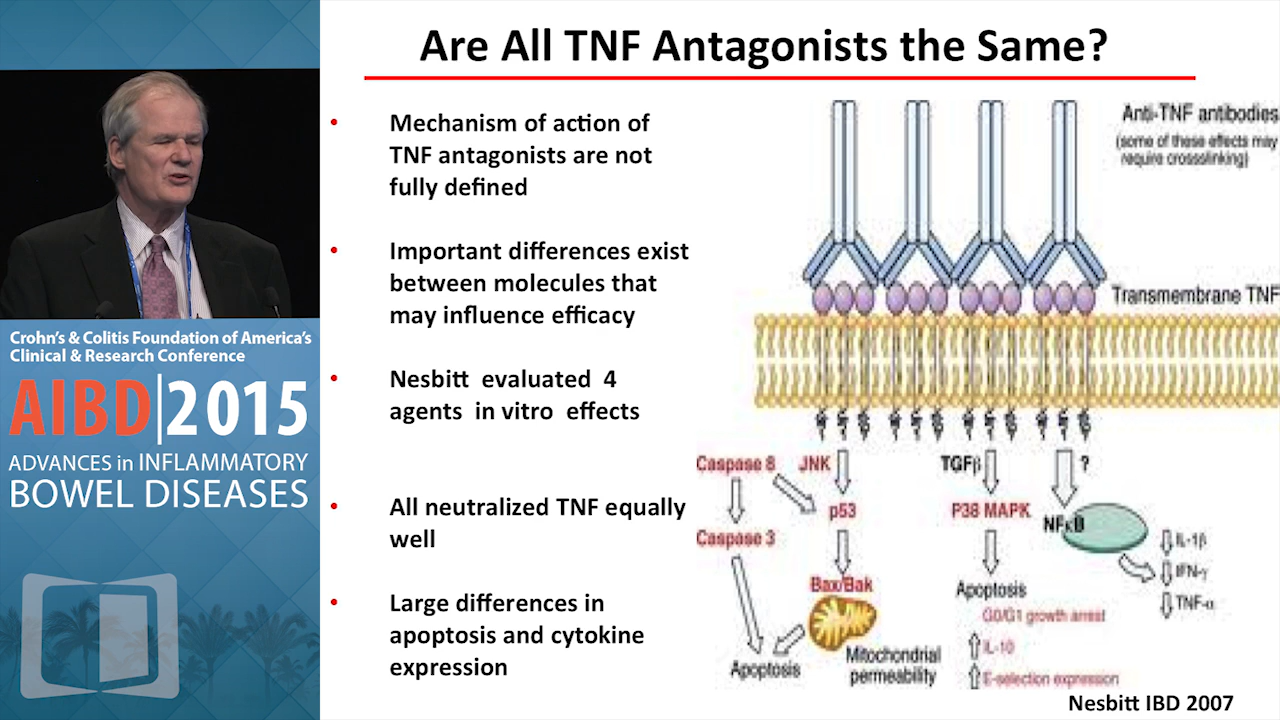 Are All TNF Antagonists the Same?
Mechanism of action of
TNF antagonists are not
fully defined
Important differences exist
between molecules that
may influence efficacy
Nesbitt evaluated 4
agents in vitro effects
All neutralized TNF equally
well
Large differences in
apoptosis and cytokine
expression
Anti-TNF antibodies
(some of these effects may
require crossslinking)
Transmembrane TNF
Caspase 8
JNK
TGFβ
?
p53
P38 MAPK
NFκB
Caspase 3
IL-1β
IFN-γ
TNF-α
Bax/Bak
Apoptosis
G0/G1 growth arrest
IL-10
E-selection expression
Mitochondrial
permeability
Apoptosis
Nesbitt IBD 2007
Crohn's & Colitis Foundation of America's
Clinical & Research Conference
AIBD|2015
ADVANCES in INFLAMMATORY
BOWEL DISEASES